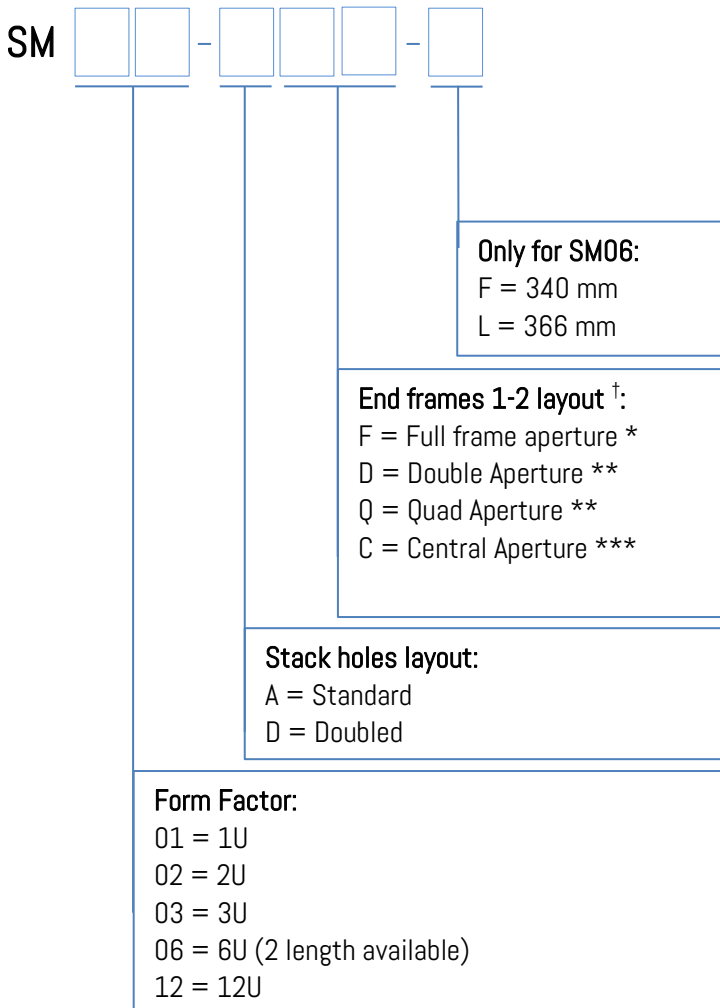 SM - -
Only for SM06:
F = 340 mm
L = 366 mm
End frames 1-2 layout †:
F = Full frame aperture *
D = Double Aperture **
Q = Quad Aperture **
C = Central Aperture ***
Stack holes layout:
A = Standard
D = Doubled
Form Factor:
01 = 1U
02 = 2U
03 = 3U
06 = 6U (2 length available)
12 = 12U